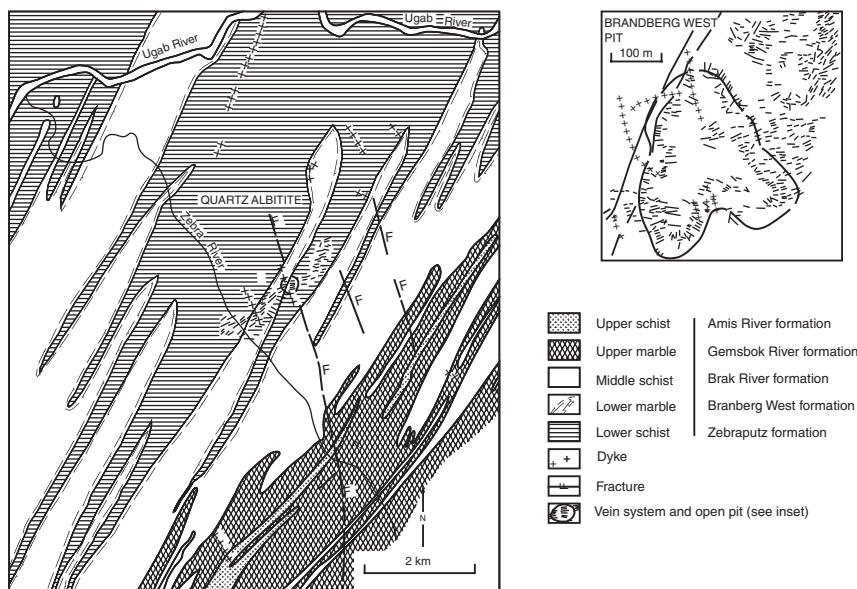 Ugab River
Ugab River
QUARTZ ALBITITE
Zebra River
F
F
F
F
F
F
F
N
2 km
BRANDBERG WEST
PIT
100 m
Upper schist Amis River formation
Upper marble Gemsbok River formation
Middle schist Brak River formation
Lower marble Branberg West formation
Lower schist Zebraputz formation
Dyke
F Fracture
Vein system and open pit (see inset)